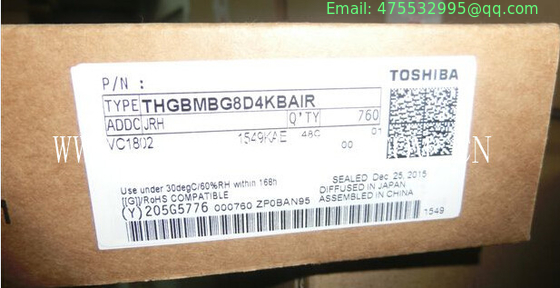 Email: 475532995@qq.com
P/N :
TOSHIBA
TYPE THGBMBG8D4KBAIR
ADDC JRH Q'TY 760
VC1802 1549KAE 48C 01
00
Use under 30degC/60%RH within 168h
SEALED Dec 25, 2015
[[G]]/RoHS COMPATIBLE
DIFFUSED IN JAPAN
(Y) 205G5776 000760 ZP0BAN95
ASSEMBLED IN CHINA
1549